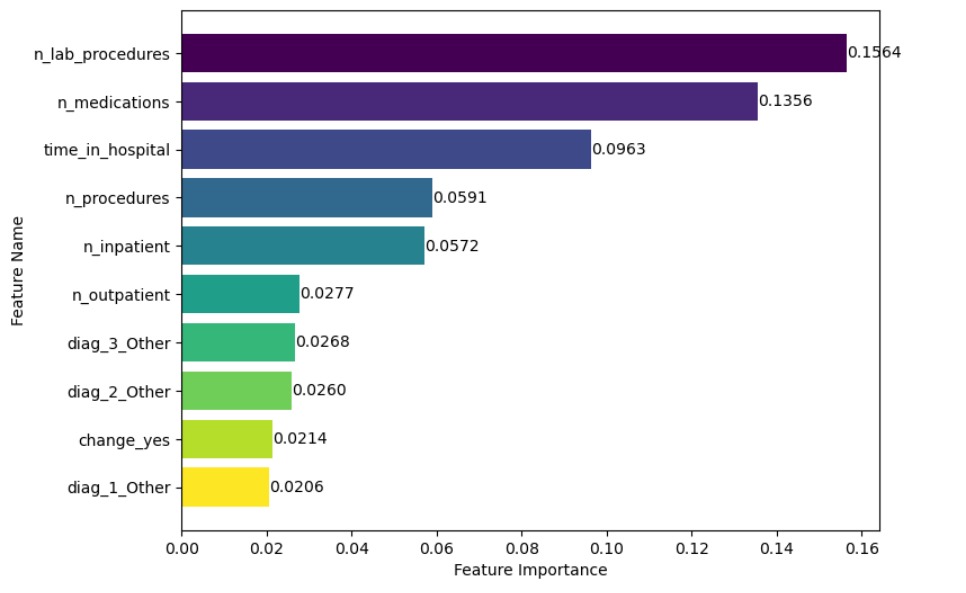 n_lab_procedures 0.1564
n_medications 0.1356
time_in_hospital 0.0963
n_procedures 0.0591
n_inpatient 0.0572
n_outpatient 0.0277
diag_3_Other 0.0268
diag_2_Other 0.0260
change_yes 0.0214
diag_1_Other 0.0206
Feature Name
0.00 0.02 0.04 0.06 0.08 0.10 0.12 0.14 0.16
Feature Importance